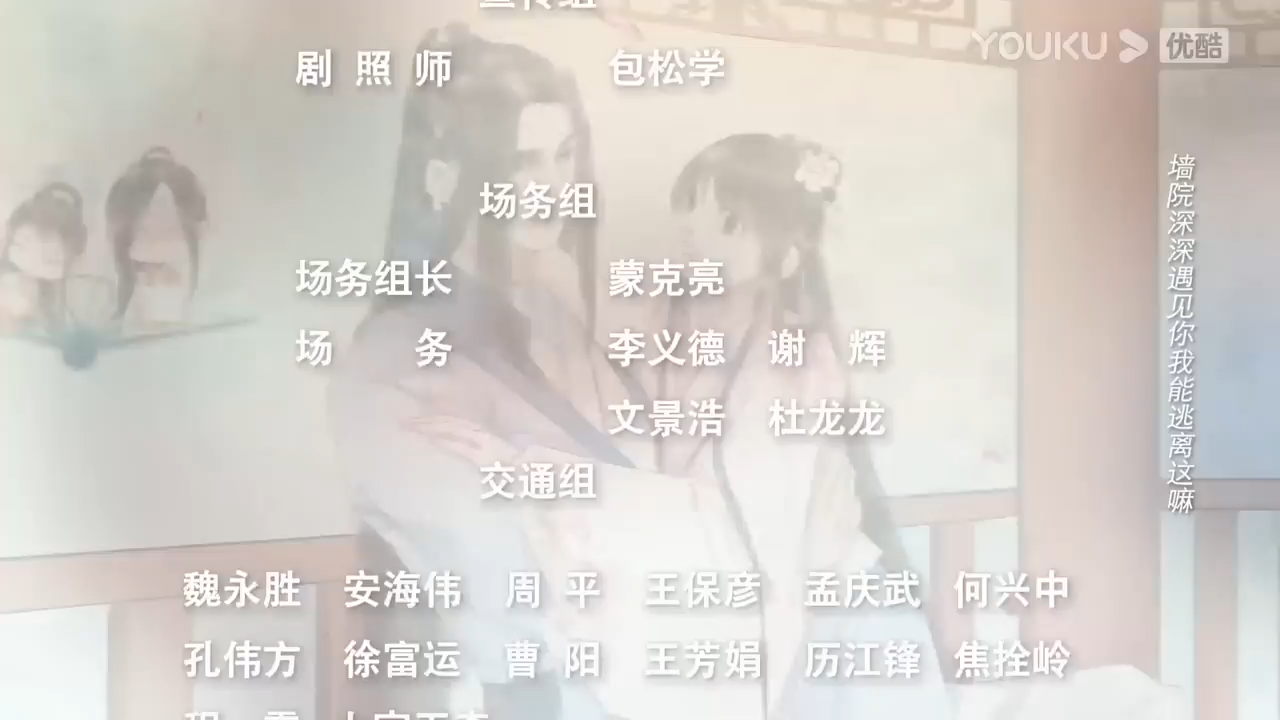 宣传组
YOUKU 优酷
剧照师 包松学
场务组
场务组长 蒙克亮
场务 李义德 谢辉
文景浩 杜龙龙
交通组
魏永胜 安海伟 周平 王保彦 孟庆武 何兴中
孔伟方 徐富运 曹阳 王芳娟 历江锋 焦拴岭
墙院深深遇见你我能逃离这嘛